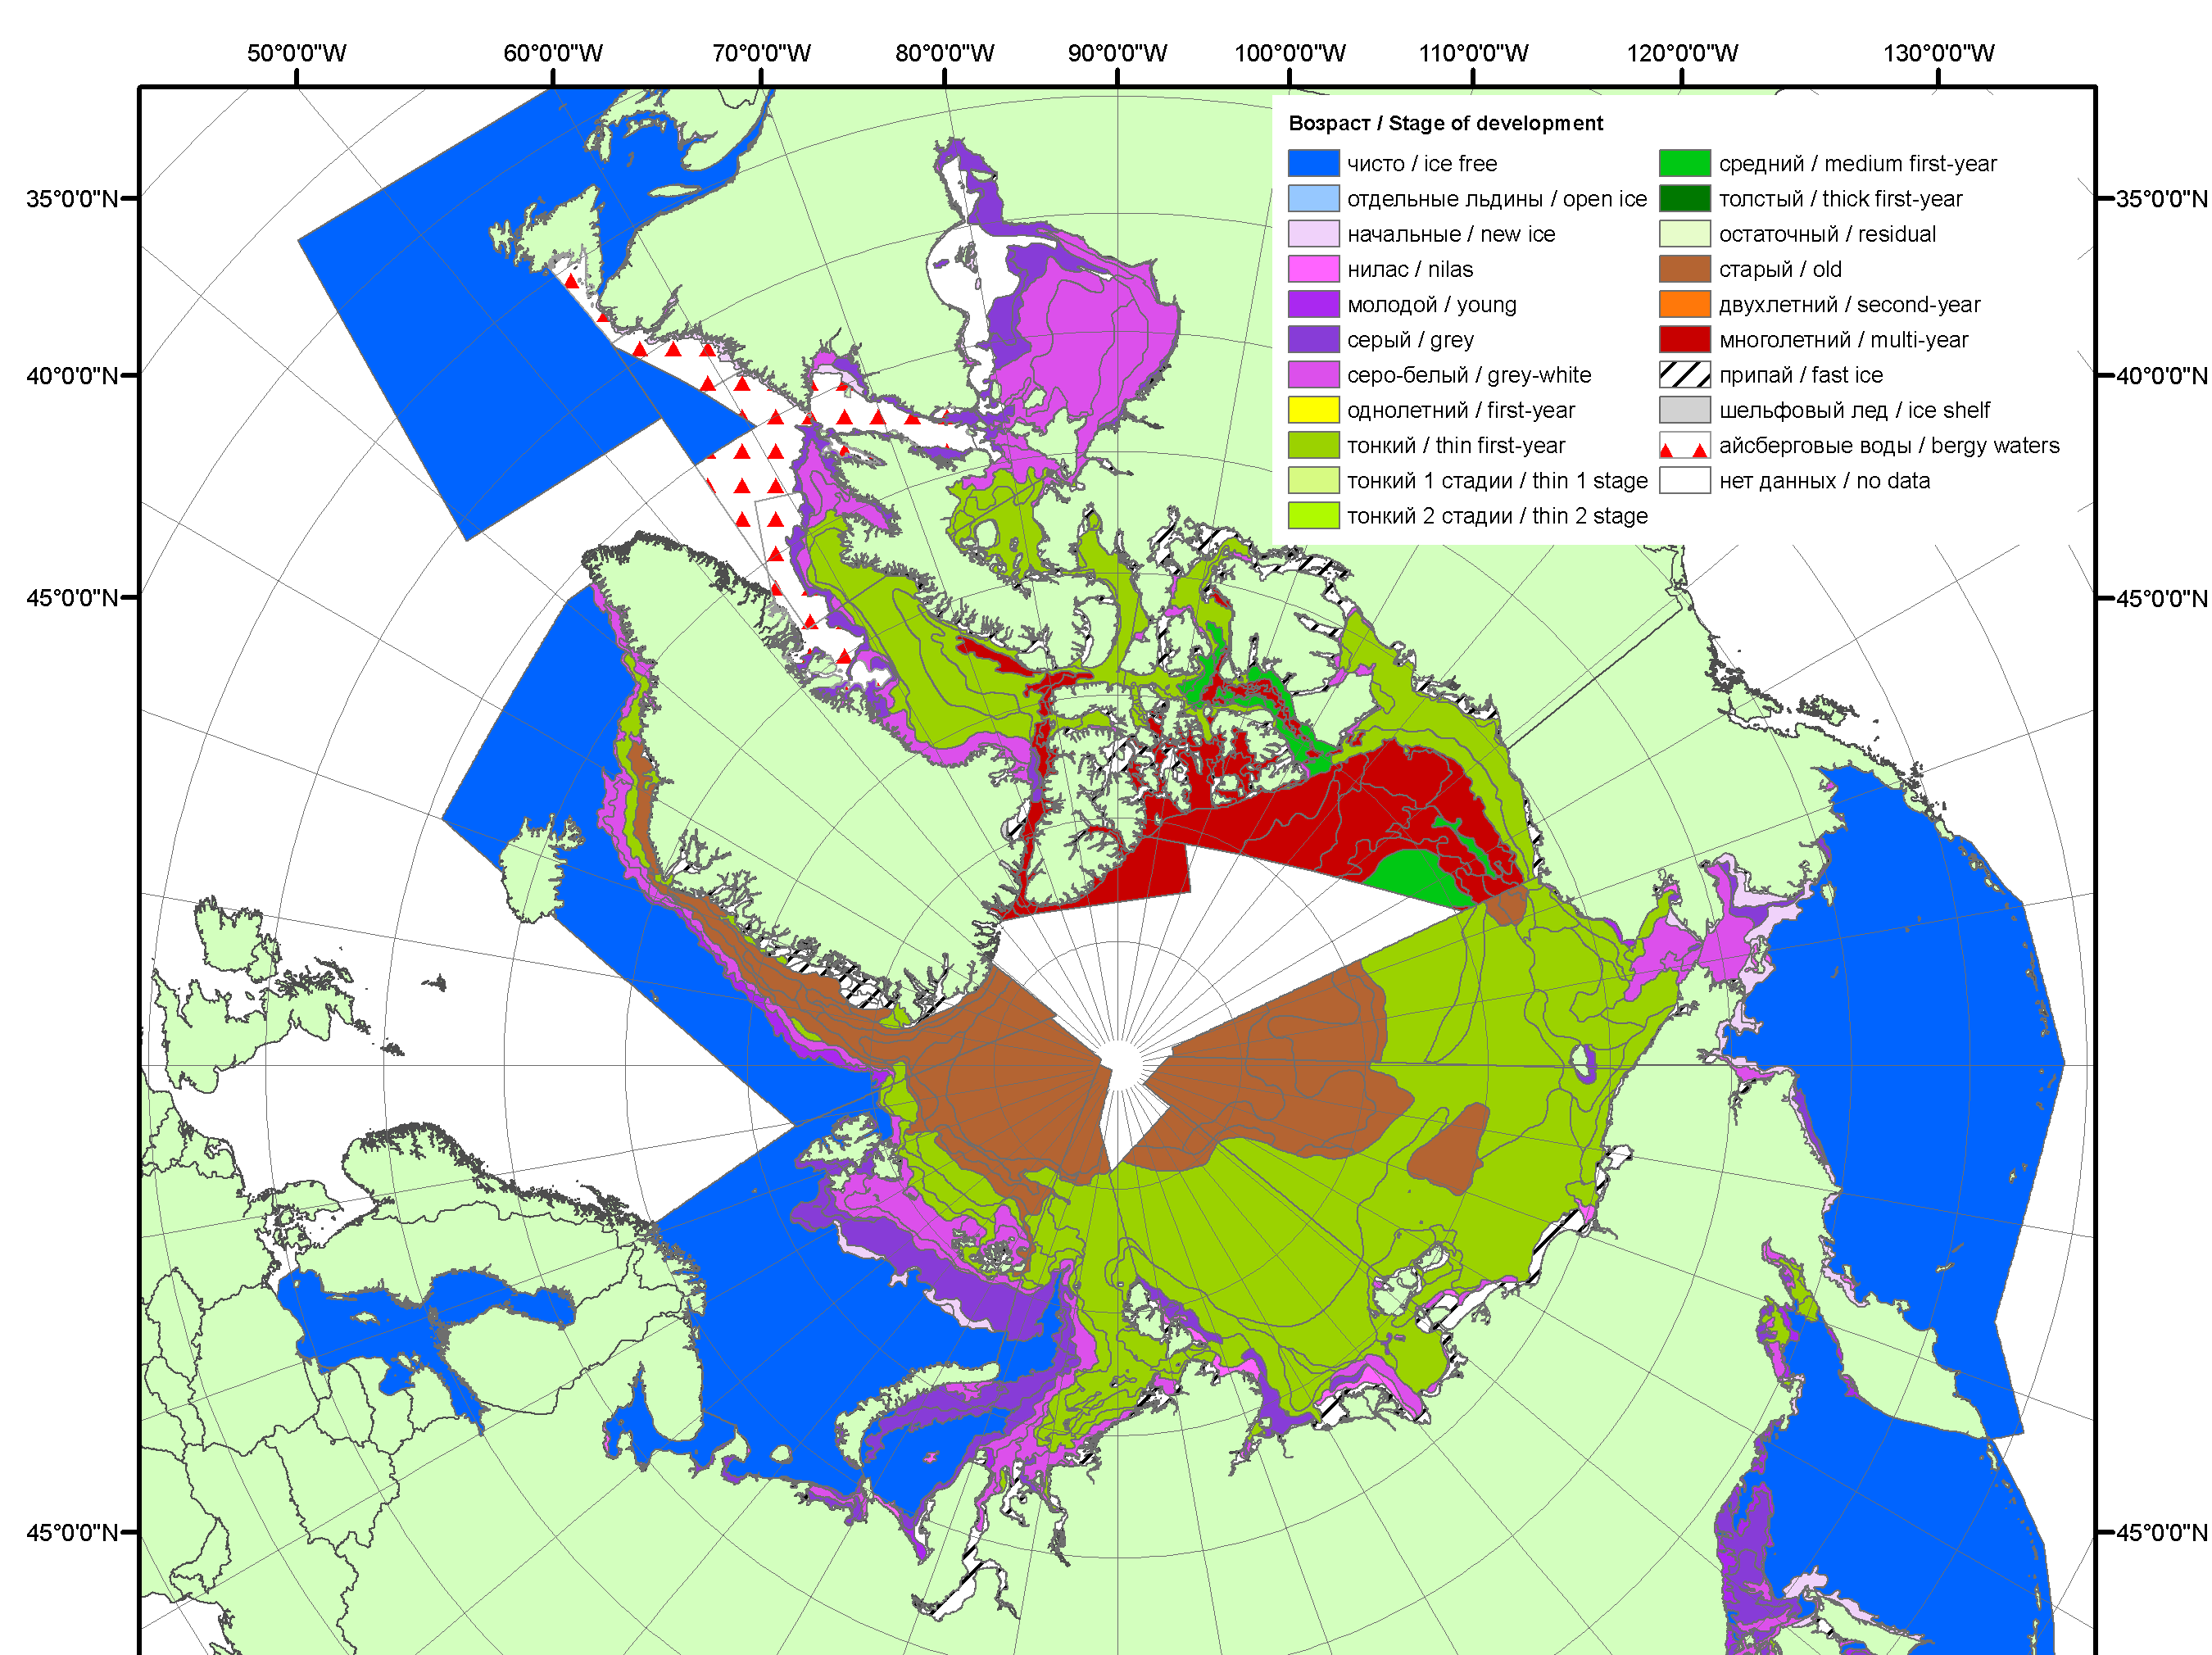 50°0'0"W 60°0'0"W 70°0'0"W 80°0'0"W 90°0'0"W 100°0'0"W 110°0'0"W 120°0'0"W 130°0'0"W
Возраст / Stage of development
чисто / ice free
отдельные льдины / open ice
начальные / new ice
нилас / nilas
молодой / young
серый / grey
серо-белый / grey-white
однолетний / first-year
тонкий / thin first-year
тонкий 1 стадии / thin 1 stage
тонкий 2 стадии / thin 2 stage
средний / medium first-year
толстый / thick first-year
остаточный / residual
старый / old
двухлетний / second-year
многолетний / multi-year
припай / fast ice
шельфовый лед / ice shelf
айсберговые воды / bergy waters
нет данных / no data
35°0'0"N 35°0'0"N
40°0'0"N 40°0'0"N
45°0'0"N 45°0'0"N
45°0'0"N 45°0'0"N